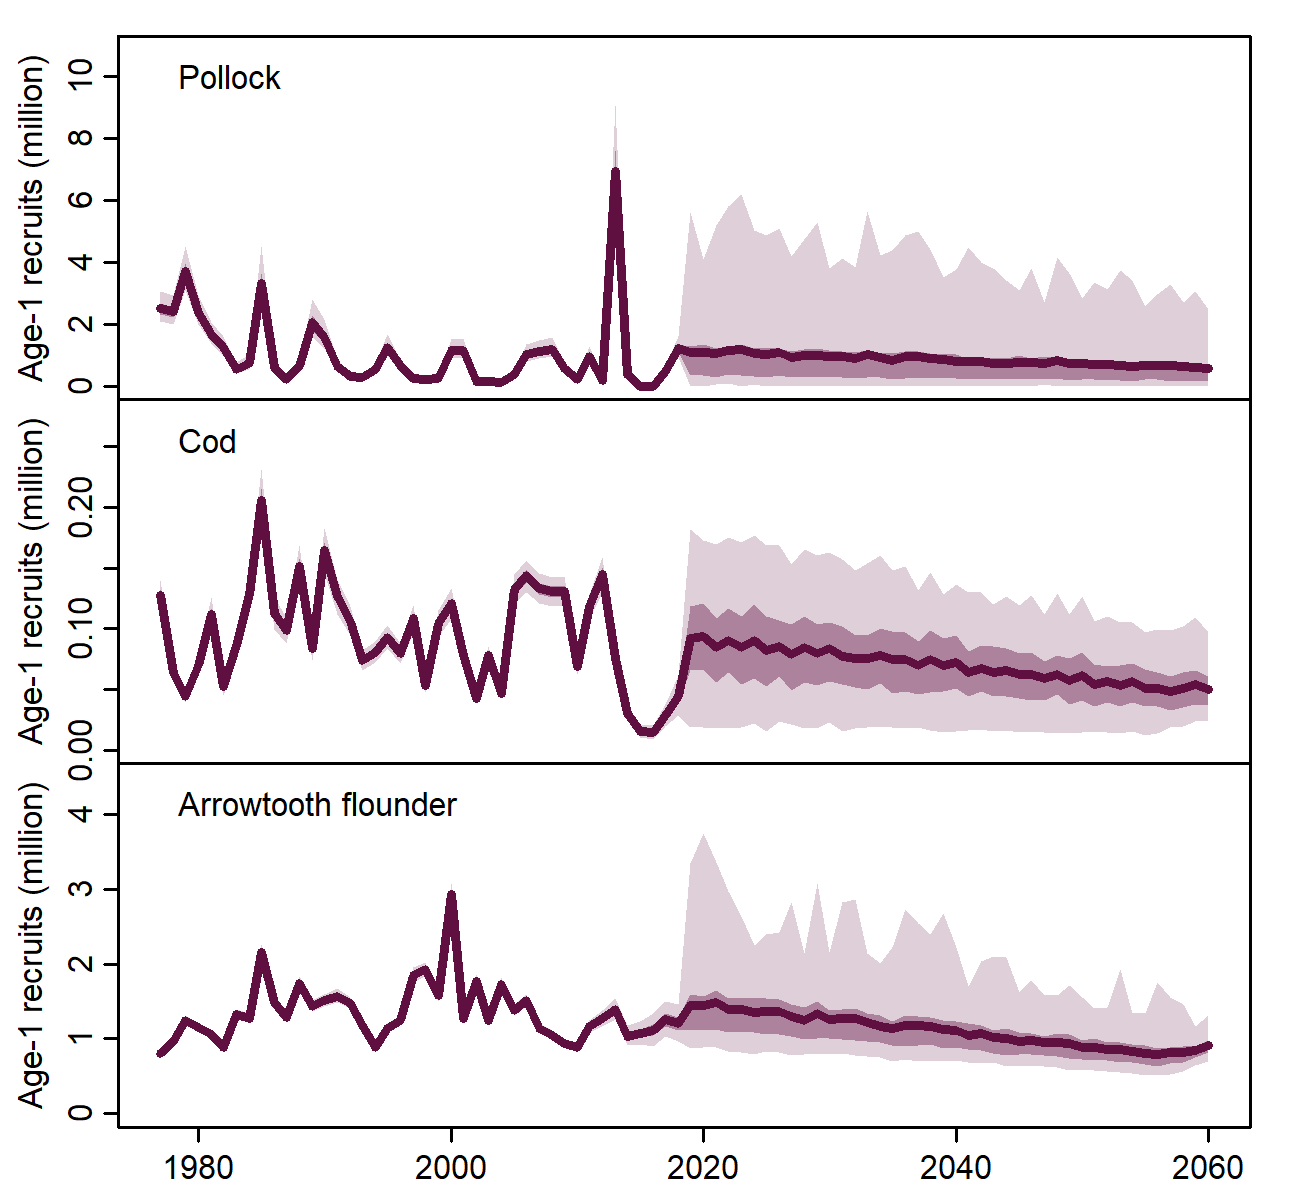 Age-1 recruits (million)
10
8
6
4
2
0
Pollock
Age-1 recruits (million)
0.20
0.10
0.00
Cod
Age-1 recruits (million)
4
3
2
1
0
Arrowtooth flounder
1980 2000 2020 2040 2060